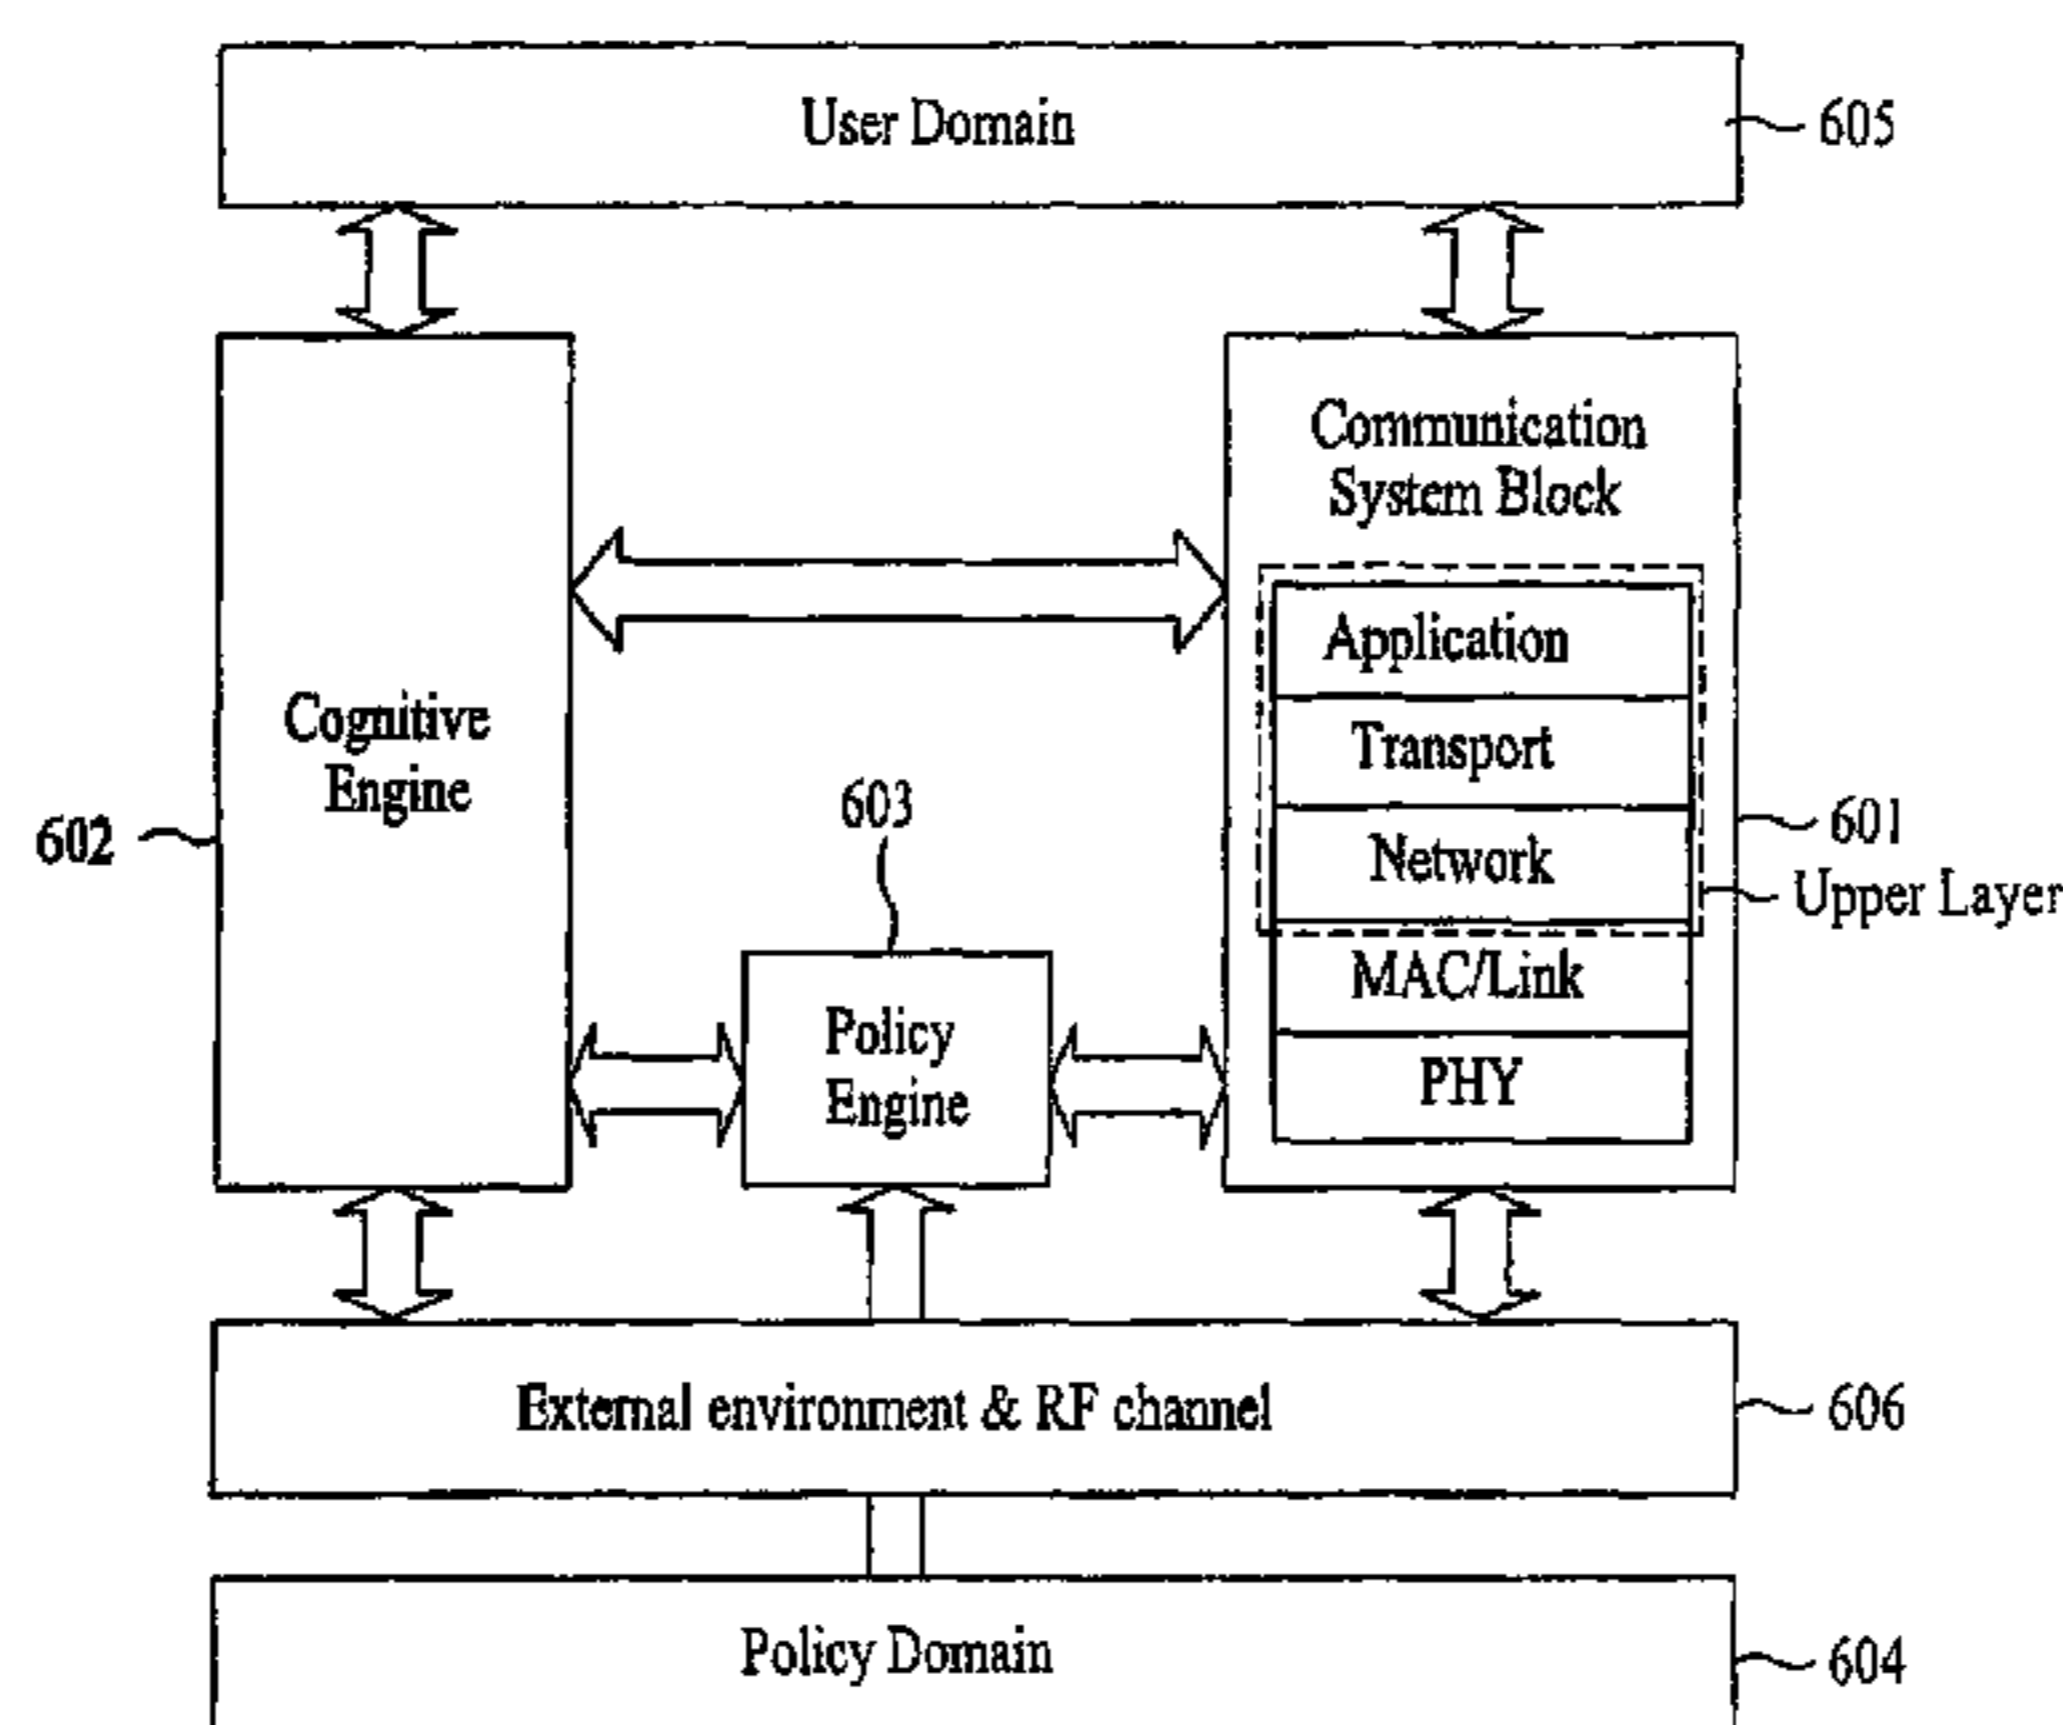 User Domain
605
Communication
System Block
Application
Transport
Network
MAC/Link
PHY
601
Upper Layer
Cognitive
Engine
602
603
Policy
Engine
External environment & RF channel
606
Policy Domain
604